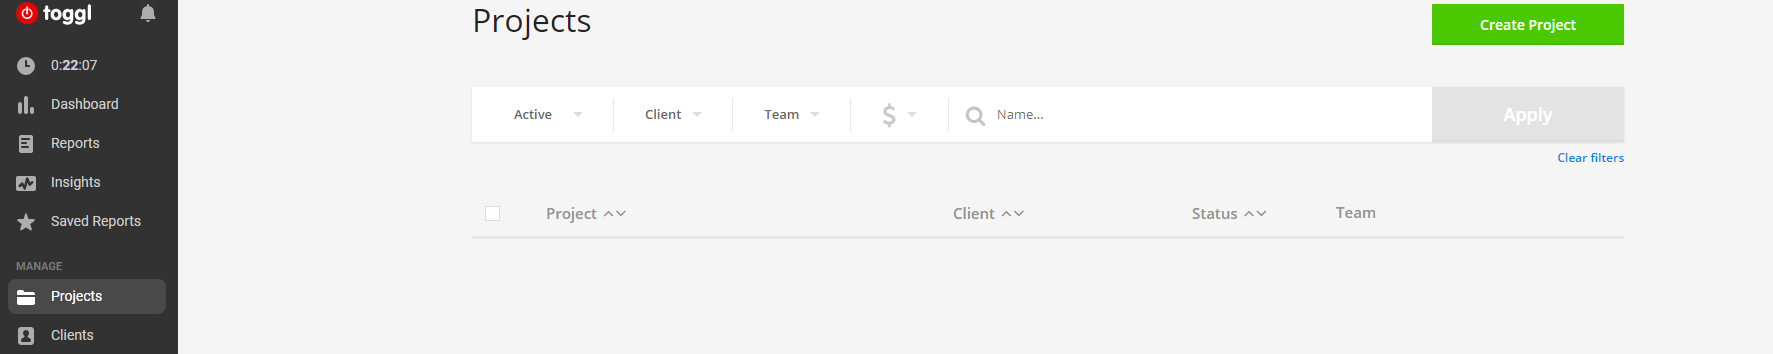 toggl
0:22:07
Dashboard
Reports
Insights
Saved Reports
MANAGE
Projects
Clients
Projects
Create Project
Active Client Team $ Name... Apply
Clear filters
Project Client Status Team